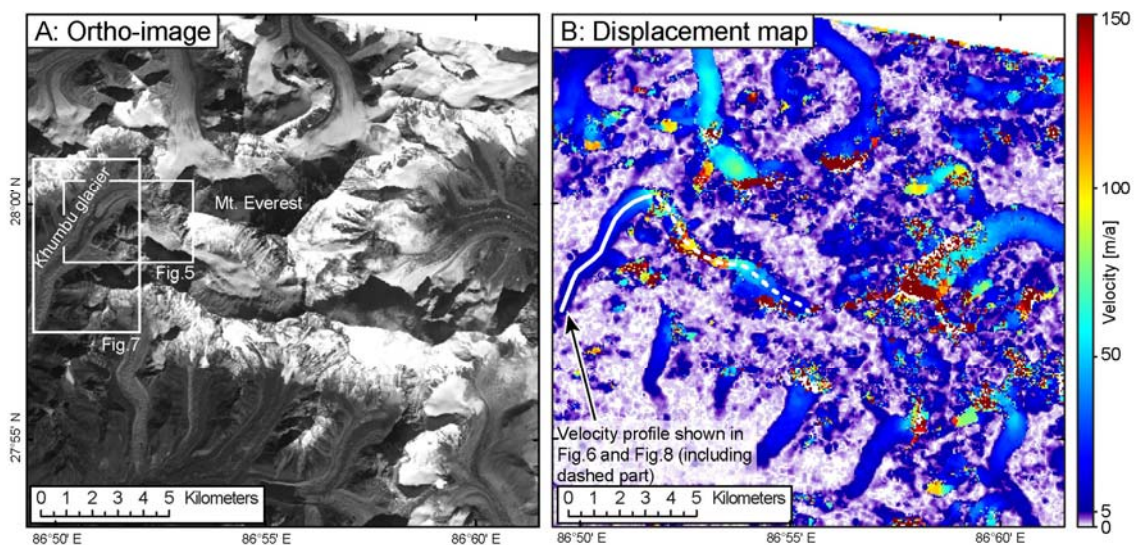 A: Ortho-image
B: Displacement map
28°00' N
27°55' N
Khumbu glacier
Mt. Everest
Fig.5
Fig.7
0 1 2 3 4 5 Kilometers
86°50' E
86°55' E
86°60' E
Velocity profile shown in
Fig.6 and Fig.8 (including
dashed part)
0 1 2 3 4 5 Kilometers
86°50' E
86°55' E
86°60' E
150
100
50
5
0
Velocity [m/a]